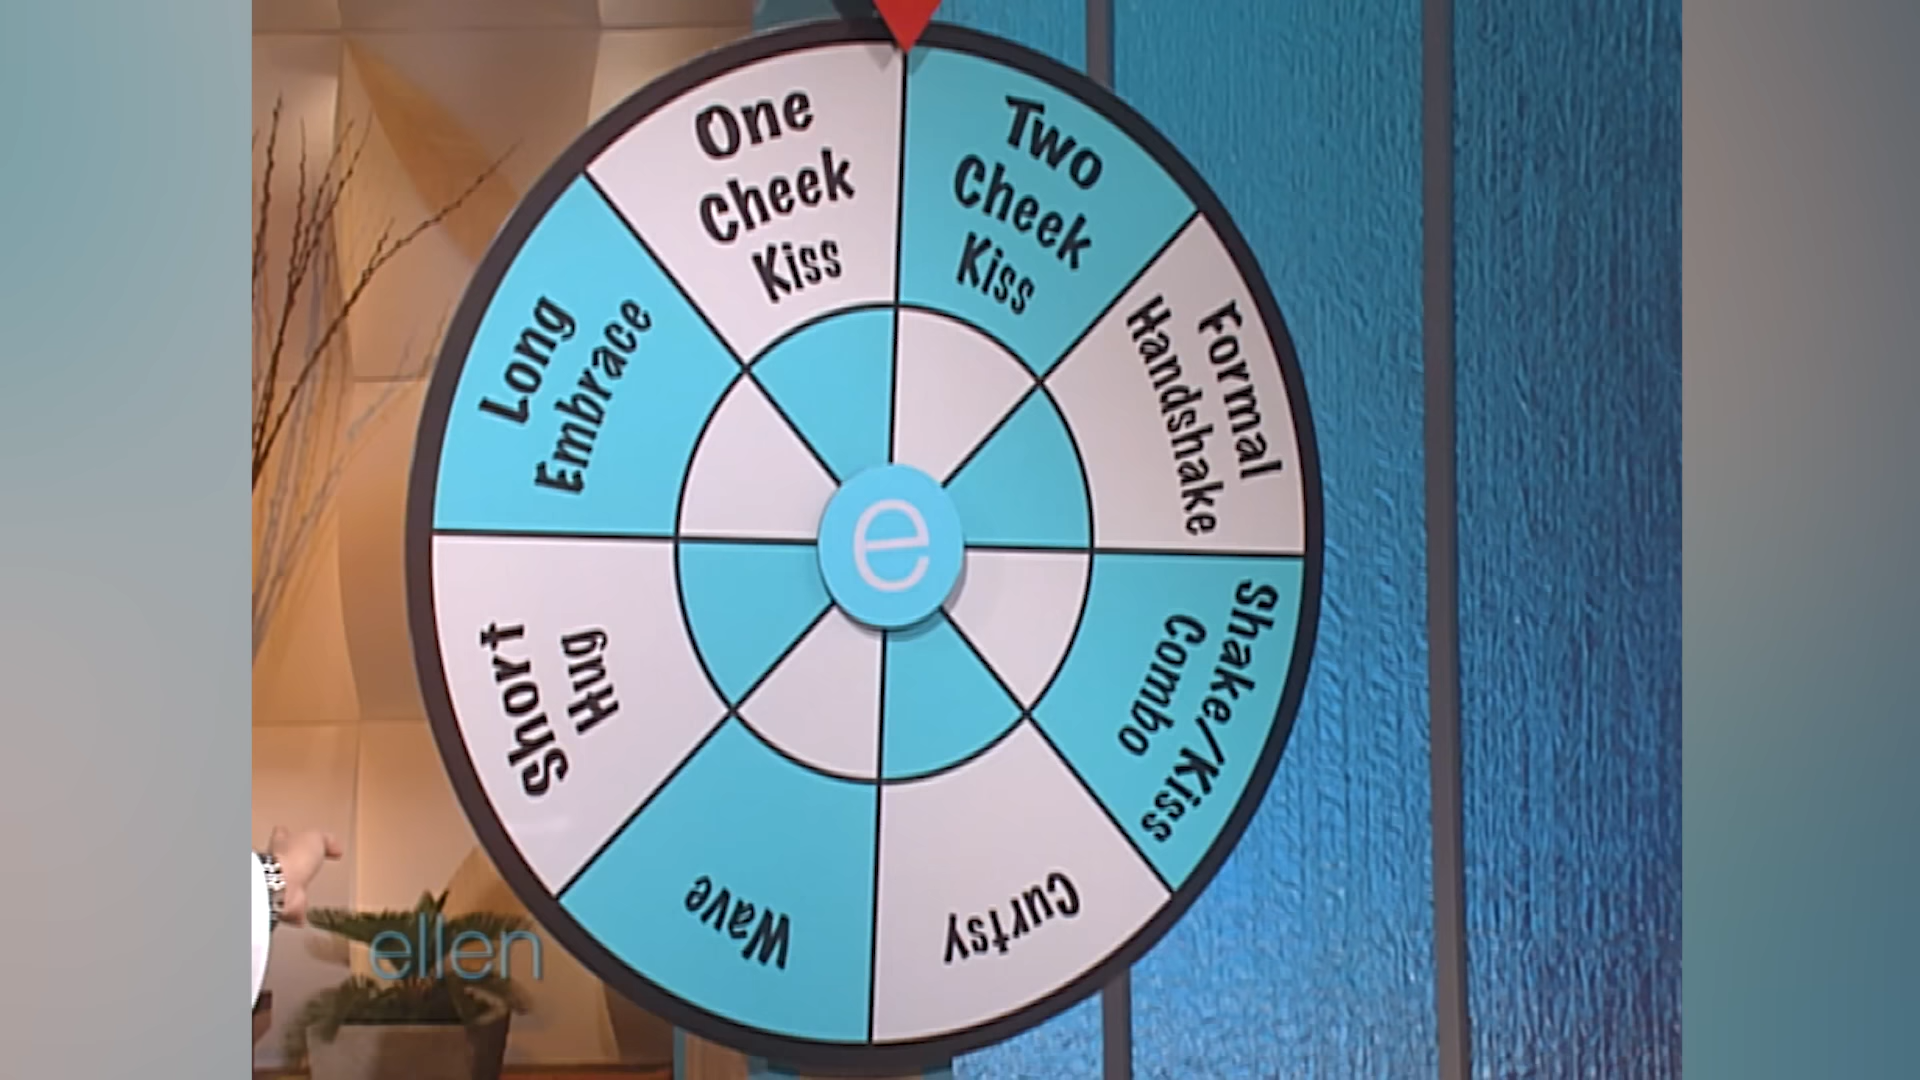 One
Cheek
Kiss
Two
Cheek
Kiss
Formal
Handshake
Shake/Kiss
Combo
Curtsy
Wave
Short
Hug
Long
Embrace
e
ellen